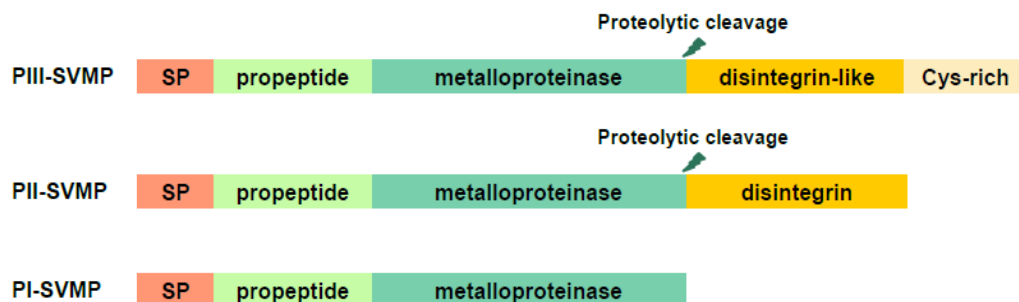 Proteolytic cleavage
PIII-SVMP SP propeptide metalloproteinase disintegrin-like Cys-rich
Proteolytic cleavage
PII-SVMP SP propeptide metalloproteinase disintegrin
PI-SVMP SP propeptide metalloproteinase